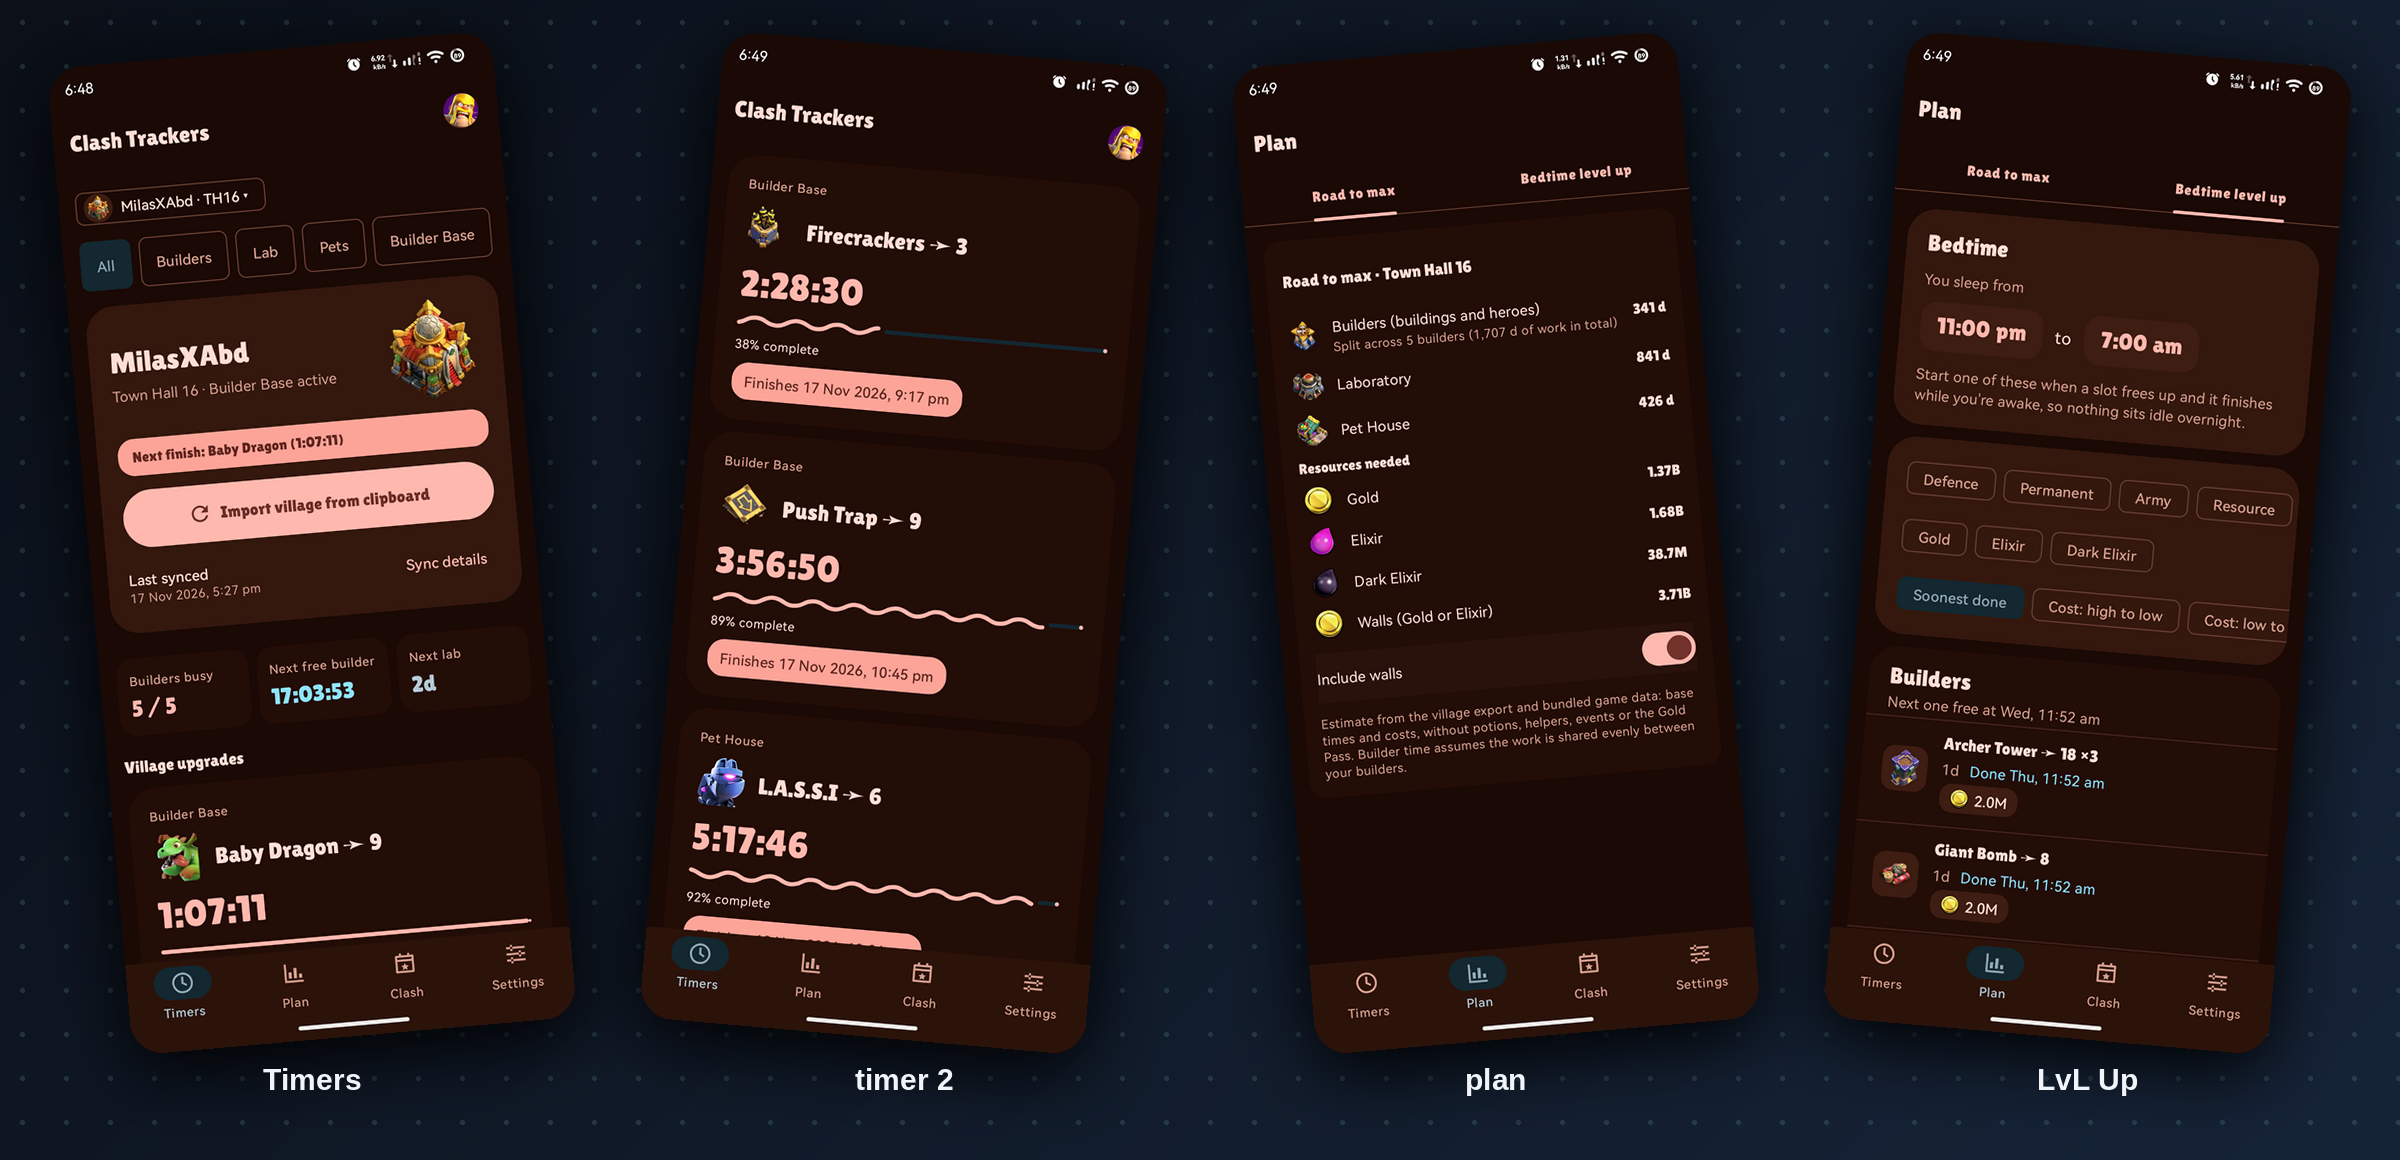 6:48
6.92 kB/s
89
Clash Trackers
MilasXAbd · TH16
All
Builders
Lab
Pets
Builder Base
MilasXAbd
Town Hall 16 · Builder Base active
Next finish: Baby Dragon (1:07:11)
Import village from clipboard
Last synced
17 Nov 2026, 5:27 pm
Sync details
Builders busy
5 / 5
Next free builder
17:03:53
Next lab
2d
Village upgrades
Builder Base
Baby Dragon → 9
1:07:11
Timers
Plan
Clash
Settings
Timers
6:49
89
Clash Trackers
Builder Base
Firecrackers → 3
2:28:30
38% complete
Finishes 17 Nov 2026, 9:17 pm
Builder Base
Push Trap → 9
3:56:50
89% complete
Finishes 17 Nov 2026, 10:45 pm
Pet House
L.A.S.S.I → 6
5:17:46
92% complete
Timers
Plan
Clash
Settings
timer 2
6:49
1.31 kB/s
89
Plan
Road to max
Bedtime level up
Road to max · Town Hall 16
Builders (buildings and heroes)
341 d
Split across 5 builders (1,707 d of work in total)
Laboratory
841 d
Pet House
426 d
Resources needed
Gold
1.37B
Elixir
1.68B
Dark Elixir
38.7M
Walls (Gold or Elixir)
3.71B
Include walls
Estimate from the village export and bundled game data: base
times and costs, without potions, helpers, events or the Gold
Pass. Builder time assumes the work is shared evenly between
your builders.
Timers
Plan
Clash
Settings
plan
6:49
5.61 kB/s
89
Plan
Road to max
Bedtime level up
Bedtime
You sleep from
11:00 pm
to
7:00 am
Start one of these when a slot frees up and it finishes
while you're awake, so nothing sits idle overnight.
Defence
Permanent
Army
Resource
Gold
Elixir
Dark Elixir
Soonest done
Cost: high to low
Cost: low to
Builders
Next one free at Wed, 11:52 am
Archer Tower → 18 ×3
1d Done Thu, 11:52 am
2.0M
Giant Bomb → 8
1d Done Thu, 11:52 am
2.0M
Timers
Plan
Clash
Settings
LvL Up